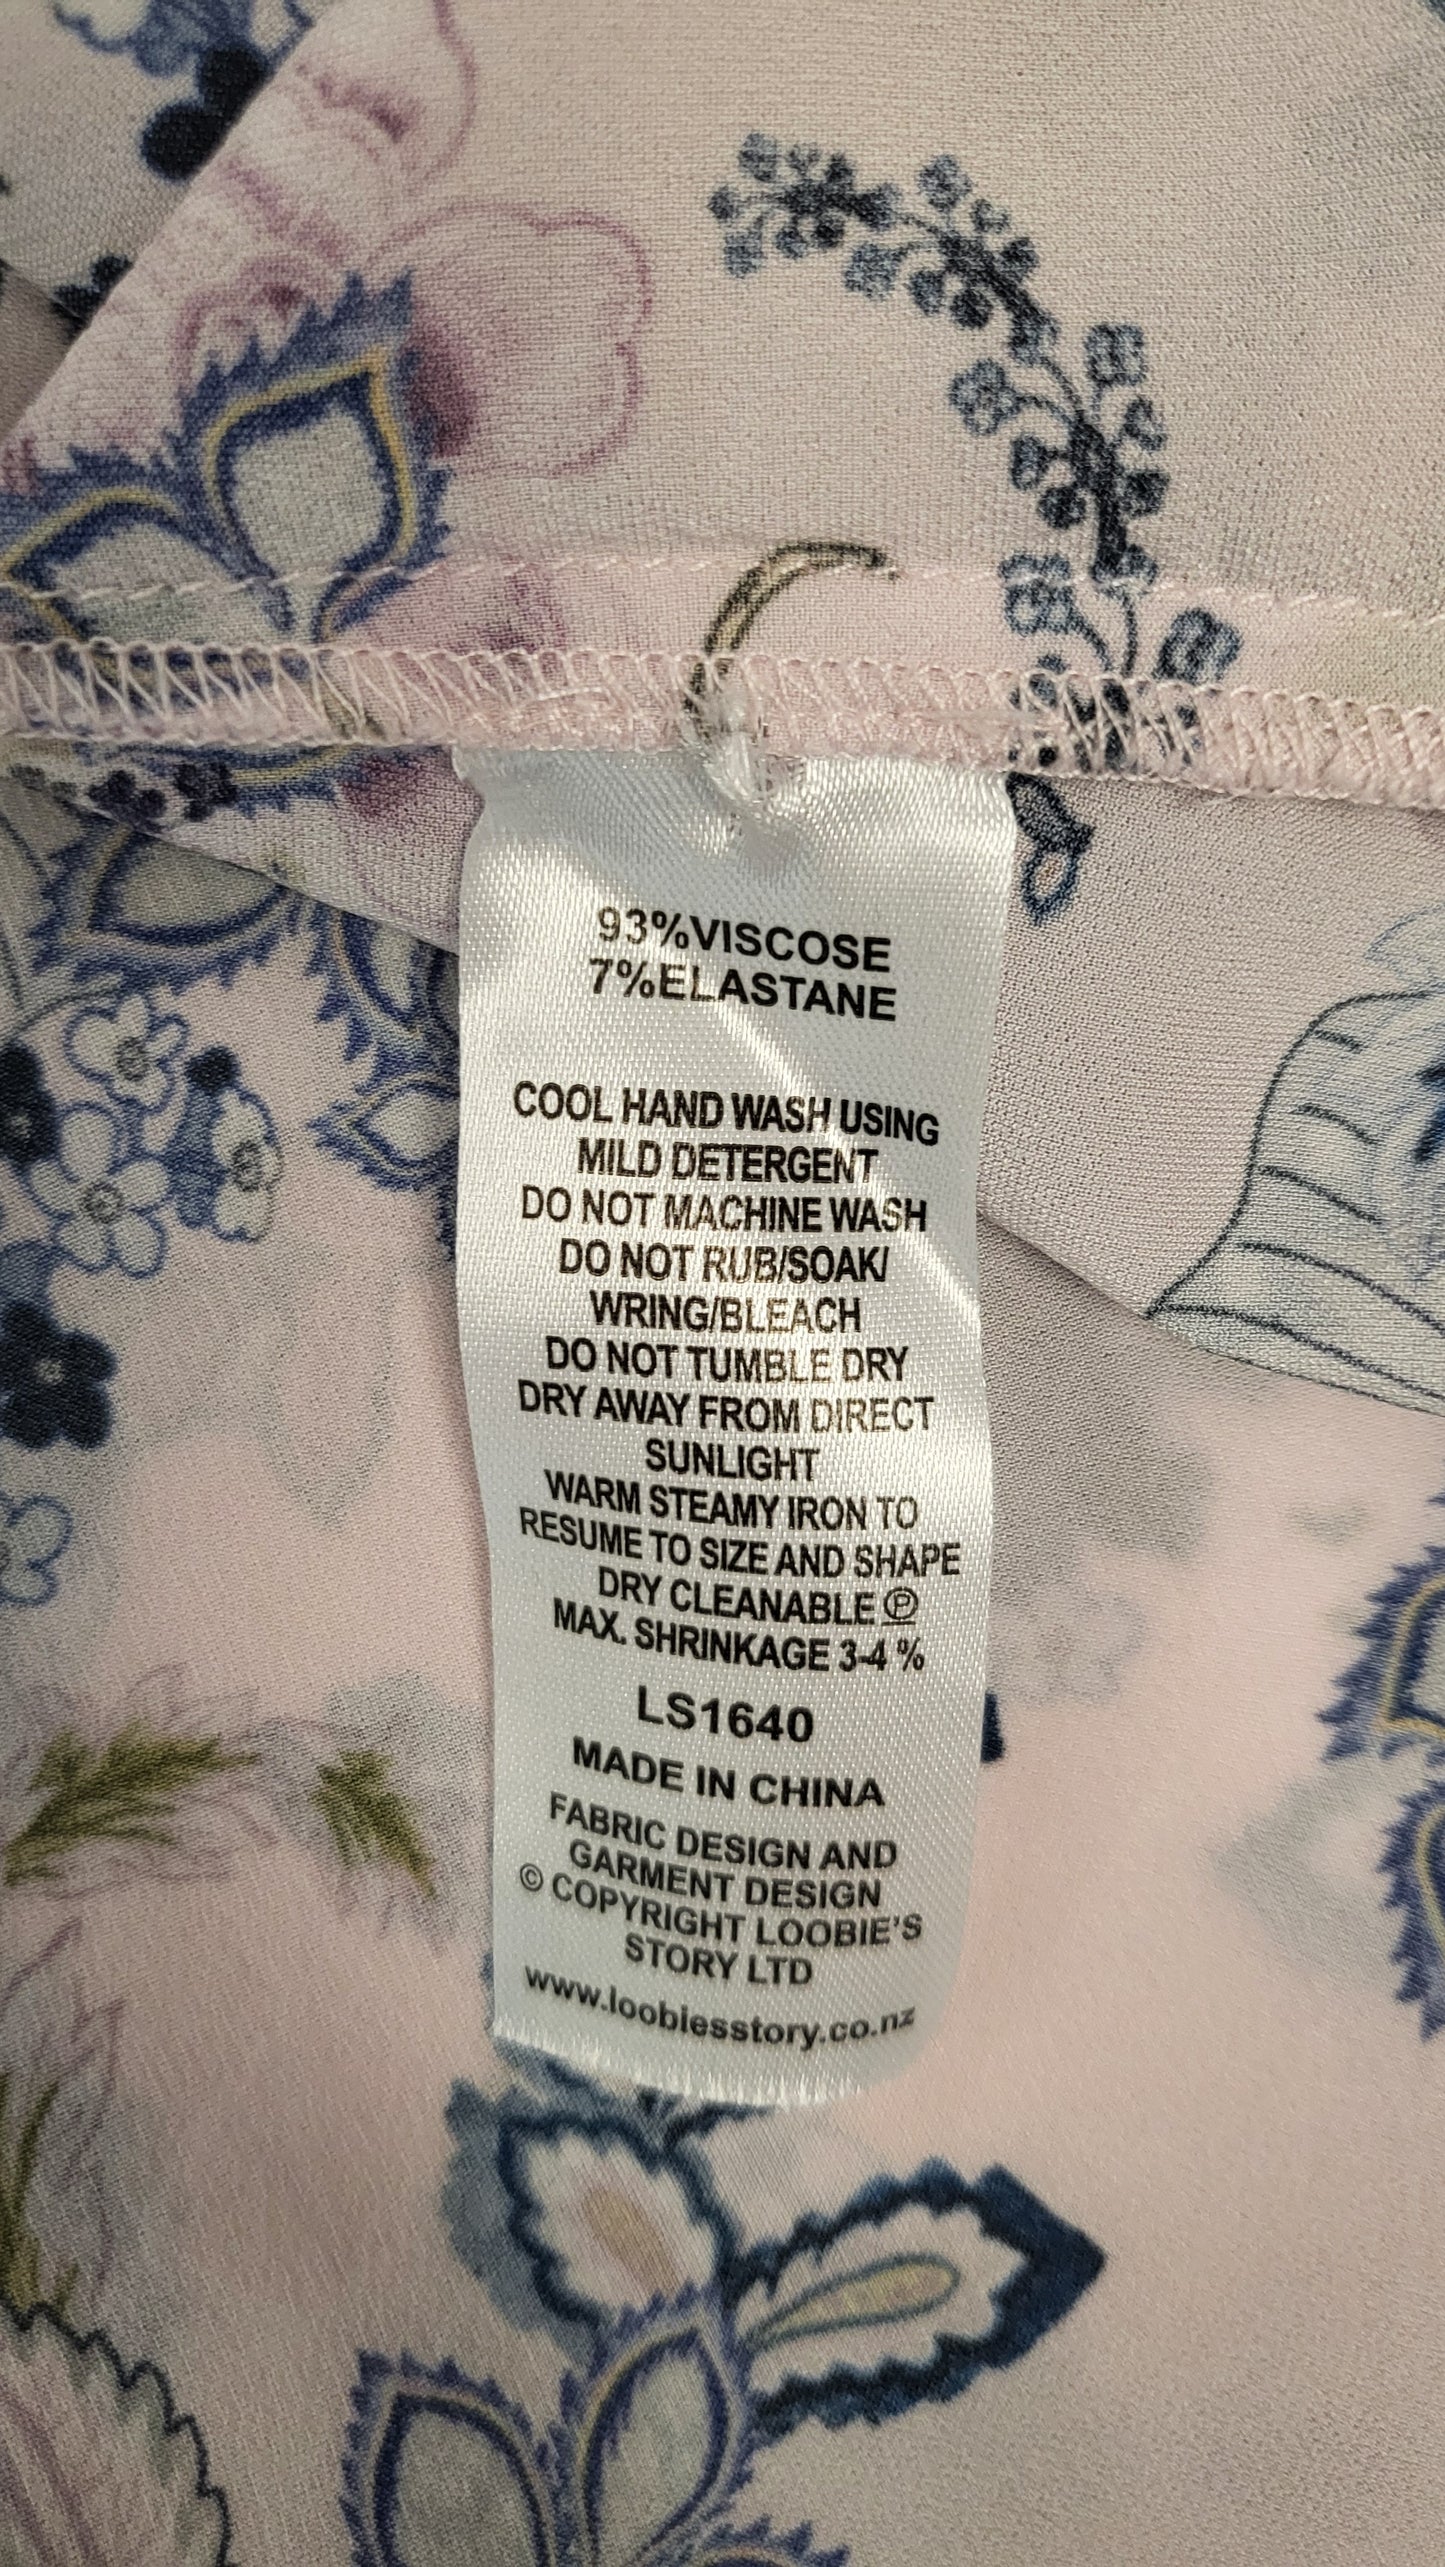 93%VISCOSE
7%ELASTANE
COOL HAND WASH USING
MILD DETERGENT
DO NOT MACHINE WASH
DO NOT RUB/SOAK/
WRING/BLEACH
DO NOT TUMBLE DRY
DRY AWAY FROM DIRECT
SUNLIGHT
WARM STEAMY IRON TO
RESUME TO SIZE AND SHAPE
DRY CLEANABLE Ⓟ
MAX. SHRINKAGE 3-4 %
LS1640
MADE IN CHINA
FABRIC DESIGN AND
GARMENT DESIGN
© COPYRIGHT LOOBIE'S
STORY LTD
www.loobiesstory.co.nz